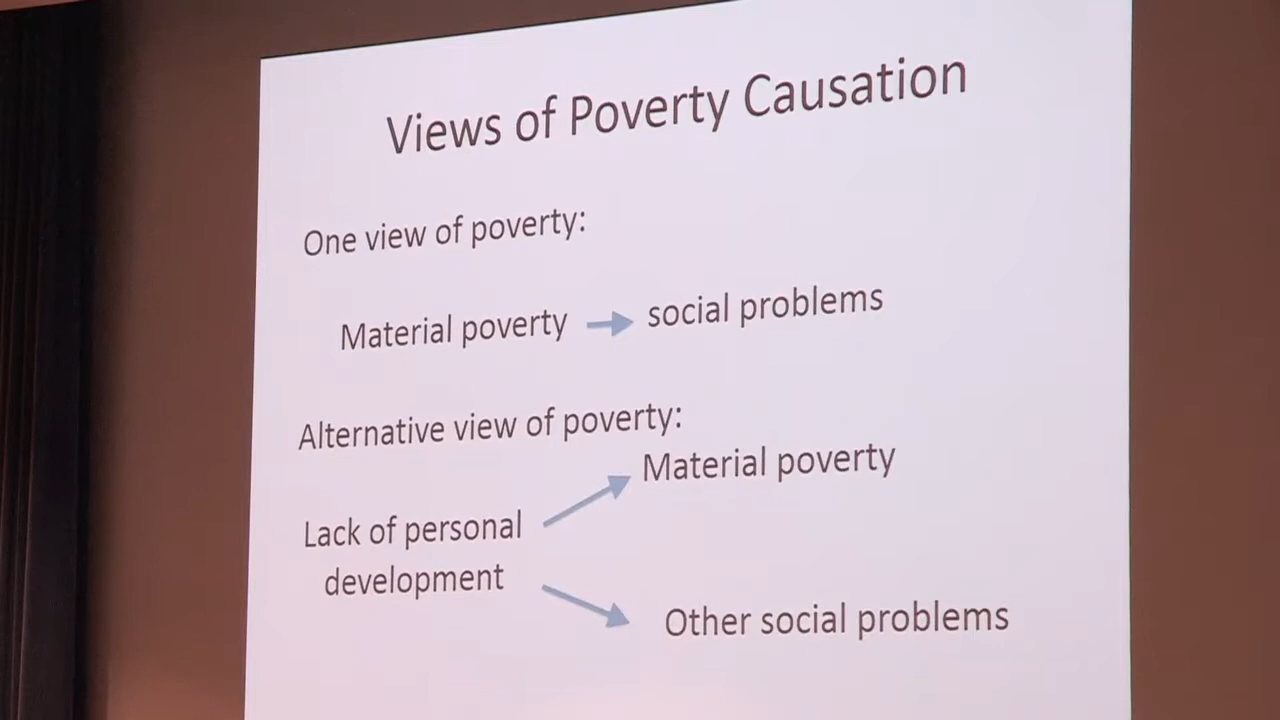 Views of Poverty Causation
One view of poverty:
Material poverty social problems
Alternative view of poverty:
Material poverty
Lack of personal
development
Other social problems